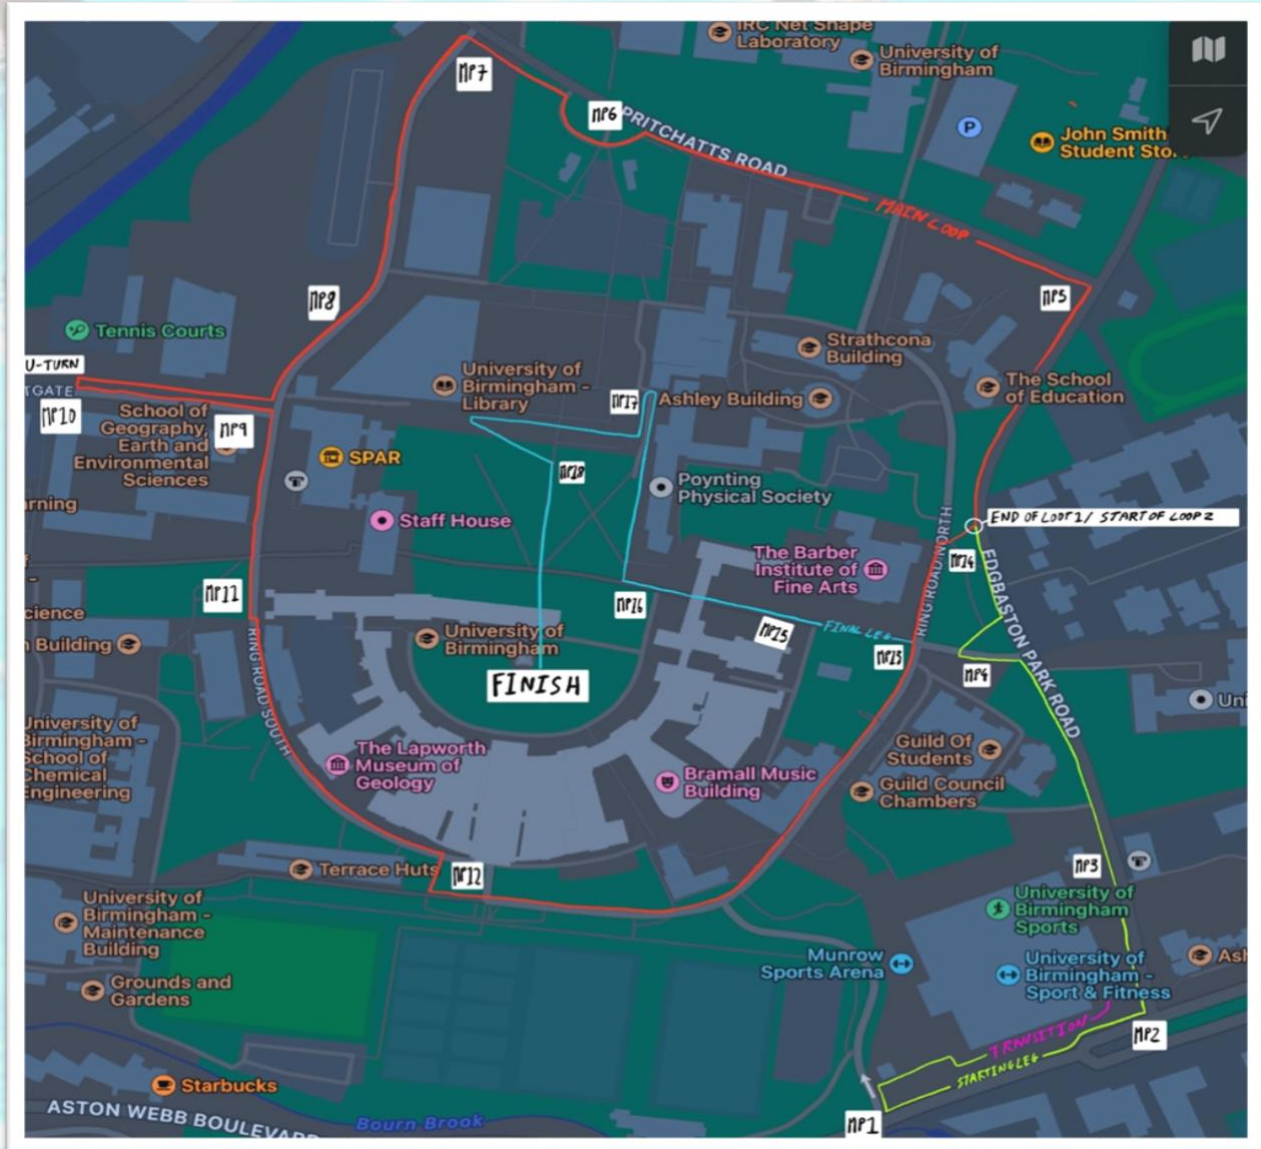 IRC Net Shape
Laboratory
University of
Birmingham
MP7
MP6
PRITCHATTS ROAD
P
John Smith
Student Sto
MAIN LOOP
MP5
MP8
Tennis Courts
Strathcona
Building
U-TURN
TGATE
University of
Birmingham -
Library
MP17
Ashley Building
The School
of Education
MP10
School of
Geography,
Earth and
Environmental
Sciences
MP9
SPAR
MP18
Poynting
Physical Society
rning
Staff House
END OF LOOP 1/ START OF LOOP 2
RING ROAD NORTH
The Barber
Institute of
Fine Arts
MP14
EDGBASTON PARK ROAD
MP11
MP16
cience
University of
Birmingham
MP15
FINAL LEG
Building
MP13
MP4
FINISH
RING ROAD SOUTH
Uni
University of
Birmingham -
School of
Chemical
Engineering
The Lapworth
Museum of
Geology
Bramall Music
Building
Guild Of
Students
Guild Council
Chambers
Terrace Huts
MP12
MP3
University of
Birmingham -
Maintenance
Building
University of
Birmingham
Sports
Munrow
Sports Arena
University of
Birmingham -
Sport & Fitness
Ash
Grounds and
Gardens
TRANSITION
MP2
STARTING LEG
Starbucks
ASTON WEBB BOULEVARD
Bourn Brook
MP1